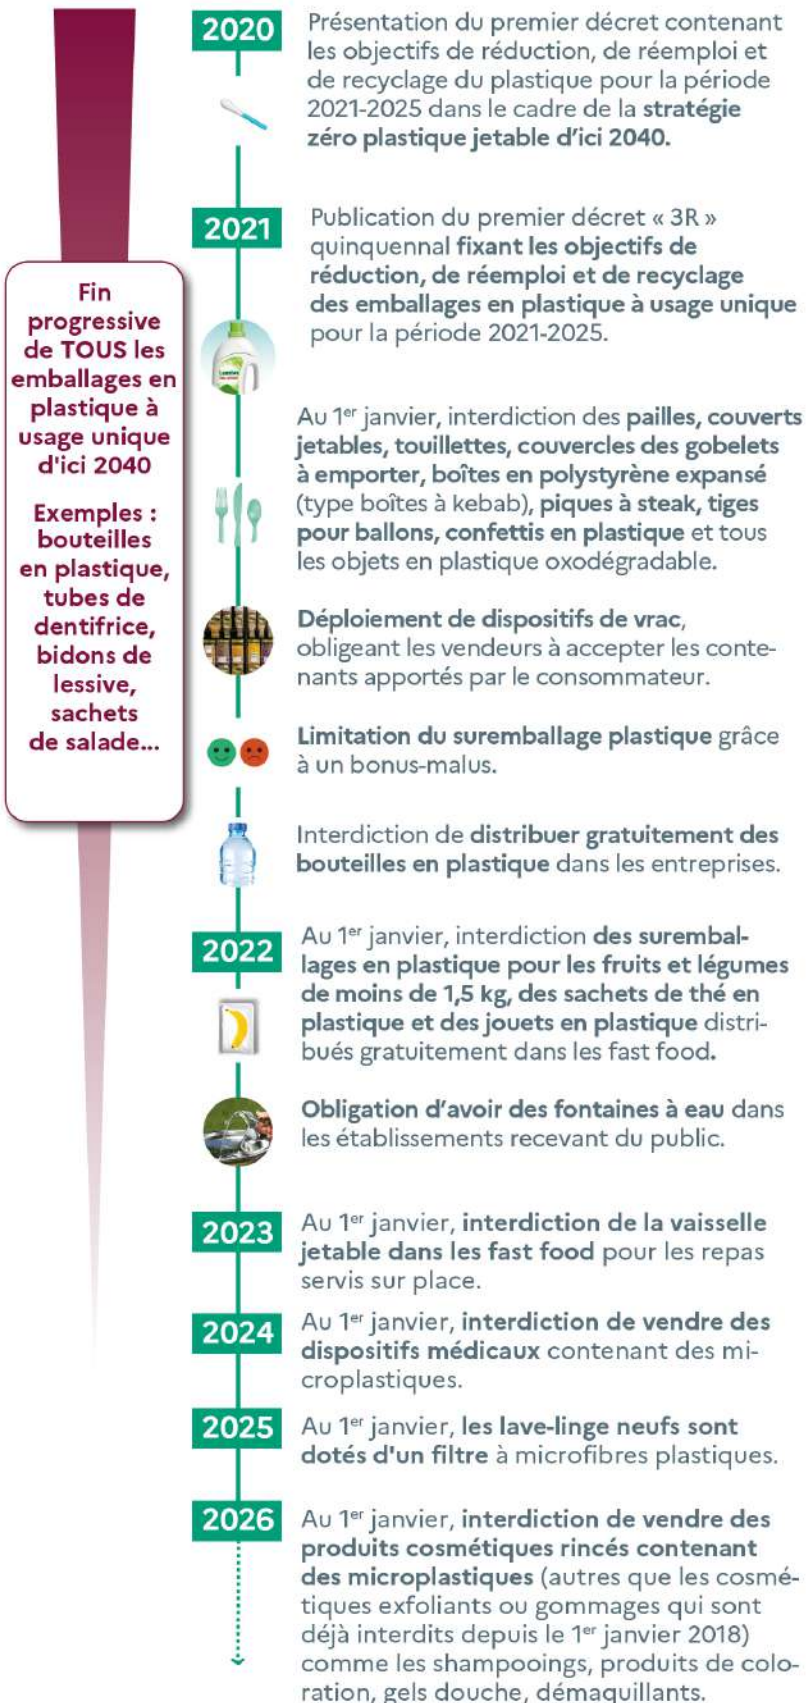 2020
Présentation du premier décret contenant
les objectifs de réduction, de réemploi et
de recyclage du plastique pour la période
2021-2025 dans le cadre de la stratégie
zéro plastique jetable d’ici 2040.
2021
Publication du premier décret « 3R »
quinquennal fixant les objectifs de
réduction, de réemploi et de recyclage
des emballages en plastique à usage unique
pour la période 2021-2025.
Fin
progressive
de TOUS les
emballages en
plastique à
usage unique
d'ici 2040
Exemples :
bouteilles
en plastique,
tubes de
dentifrice,
bidons de
lessive,
sachets
de salade...
Au 1er janvier, interdiction des pailles, couverts
jetables, touillettes, couvercles des gobelets
à emporter, boîtes en polystyrène expansé
(type boîtes à kebab), piques à steak, tiges
pour ballons, confettis en plastique et tous
les objets en plastique oxodégradable.
Déploiement de dispositifs de vrac,
obligeant les vendeurs à accepter les conte-
nants apportés par le consommateur.
Limitation du suremballage plastique grâce
à un bonus-malus.
Interdiction de distribuer gratuitement des
bouteilles en plastique dans les entreprises.
2022
Au 1er janvier, interdiction des surembal-
lages en plastique pour les fruits et légumes
de moins de 1,5 kg, des sachets de thé en
plastique et des jouets en plastique distri-
bués gratuitement dans les fast food.
Obligation d’avoir des fontaines à eau dans
les établissements recevant du public.
2023
Au 1er janvier, interdiction de la vaisselle
jetable dans les fast food pour les repas
servis sur place.
2024
Au 1er janvier, interdiction de vendre des
dispositifs médicaux contenant des mi-
croplastiques.
2025
Au 1er janvier, les lave-linge neufs sont
dotés d'un filtre à microfibres plastiques.
2026
Au 1er janvier, interdiction de vendre des
produits cosmétiques rincés contenant
des microplastiques (autres que les cosmé-
tiques exfoliants ou gommages qui sont
déjà interdits depuis le 1er janvier 2018)
comme les shampooings, produits de colo-
ration, gels douche, démaquillants.